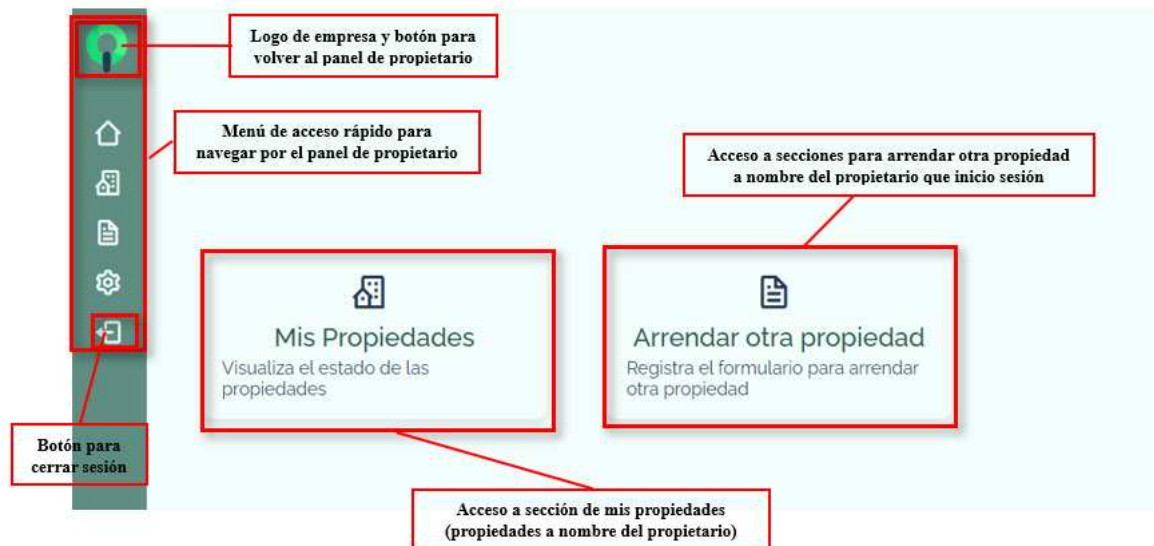 Logo de empresa y botón para
volver al panel de propietario
Menú de acceso rápido para
navegar por el panel de propietario
Acceso a secciones para arrendar otra propiedad
a nombre del propietario que inicio sesión
Mis Propiedades
Visualiza el estado de las
propiedades
Arrendar otra propiedad
Registra el formulario para arrendar
otra propiedad
Botón para
cerrar sesión
Acceso a sección de mis propiedades
(propiedades a nombre del propietario)